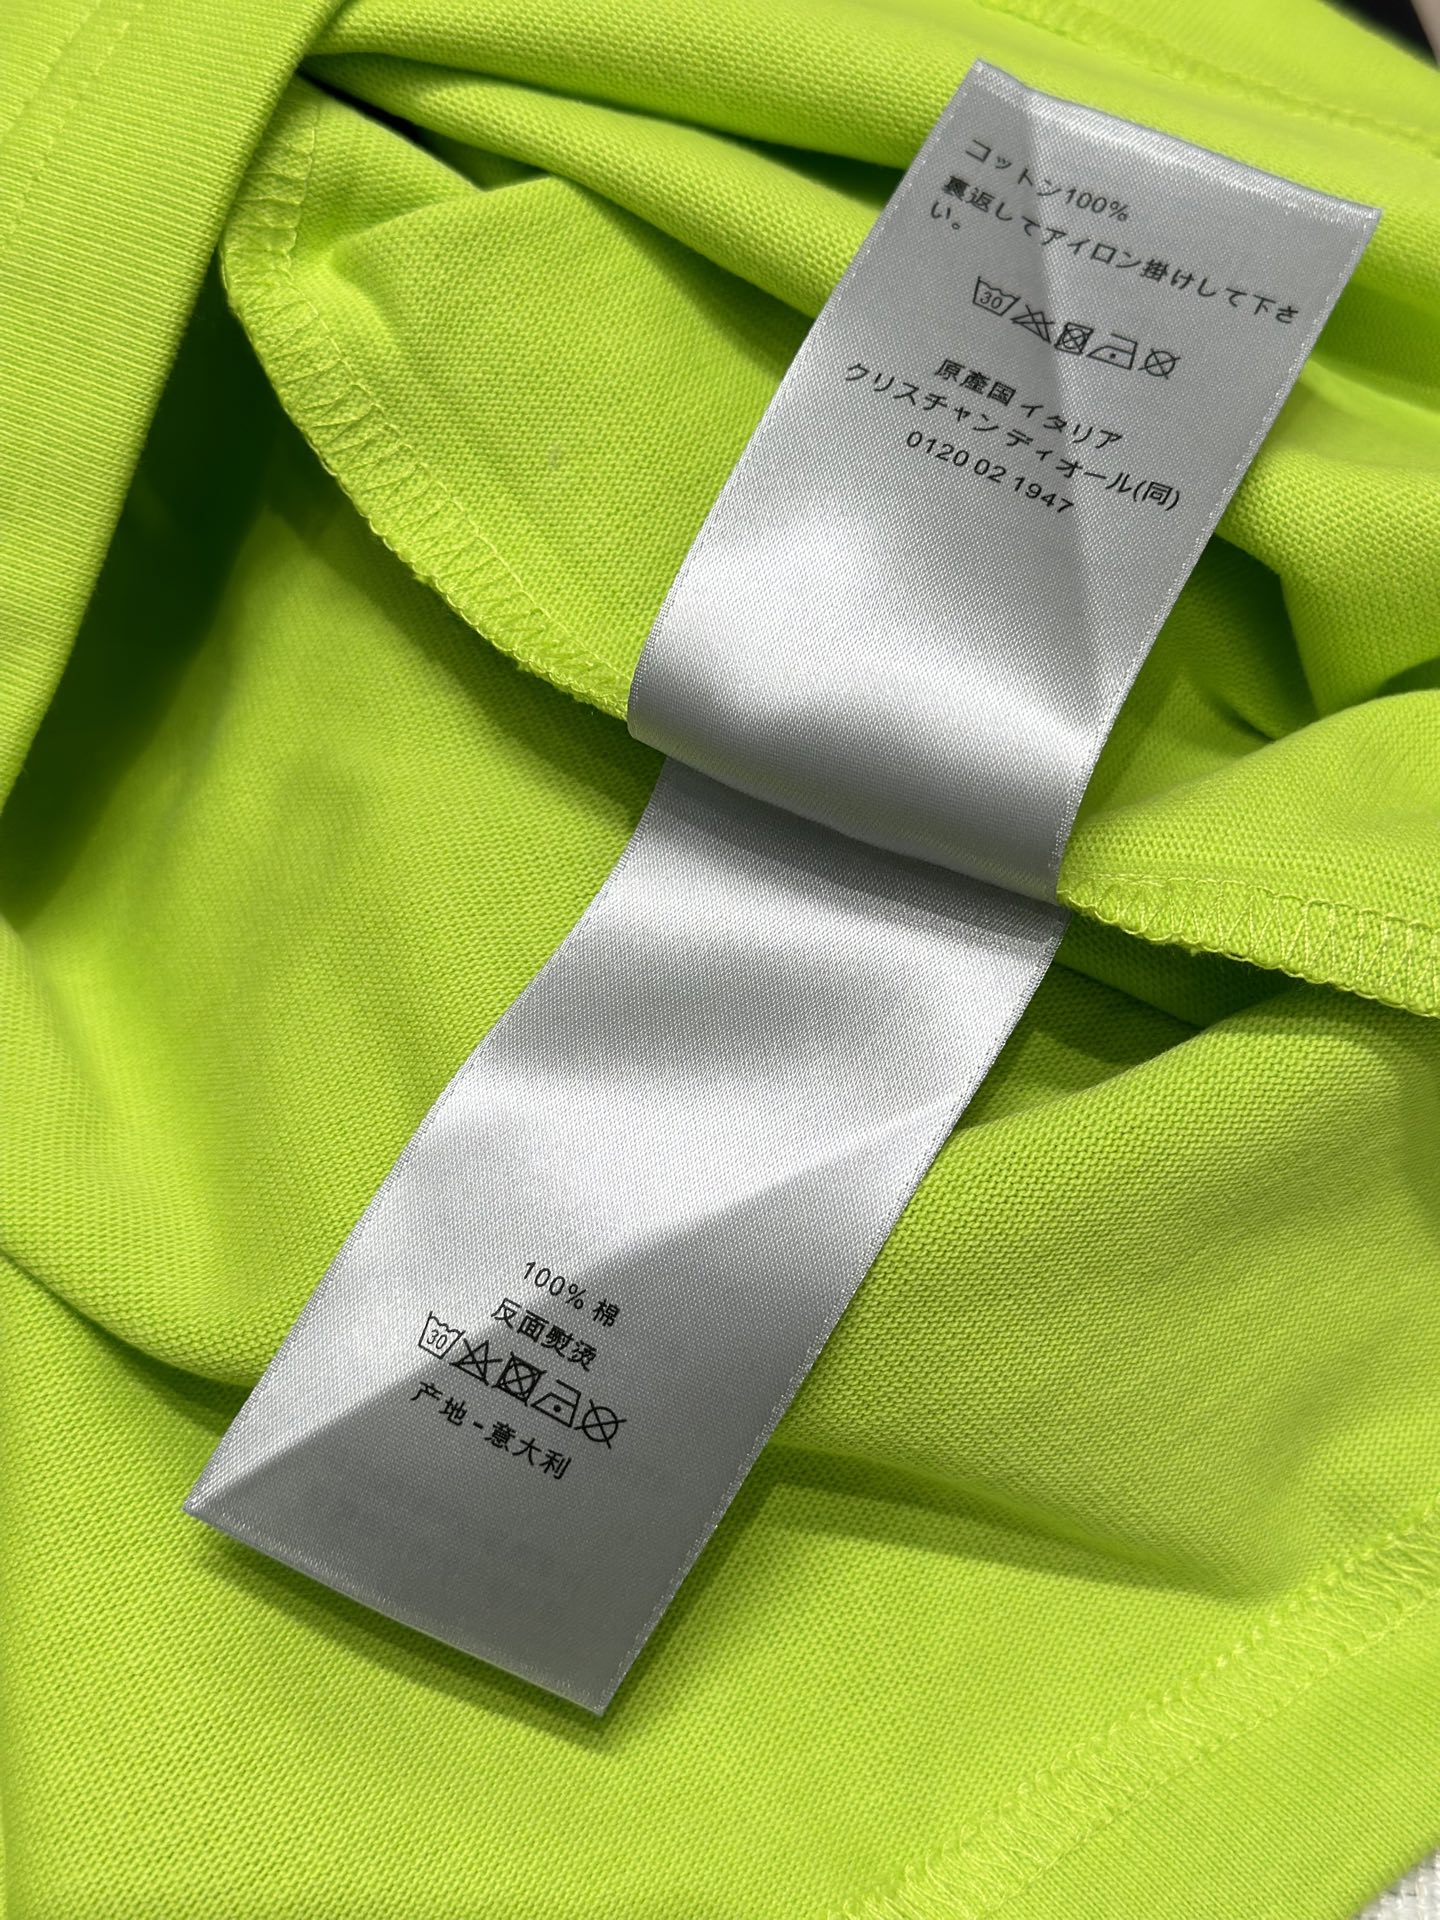 コットン100%
裏返してアイロン掛けして下さ
い。
30
原産国 イタリア
クリスチャン ディオール(同)
0120 02 1947
100% 棉
反面熨烫
30
产地 - 意大利